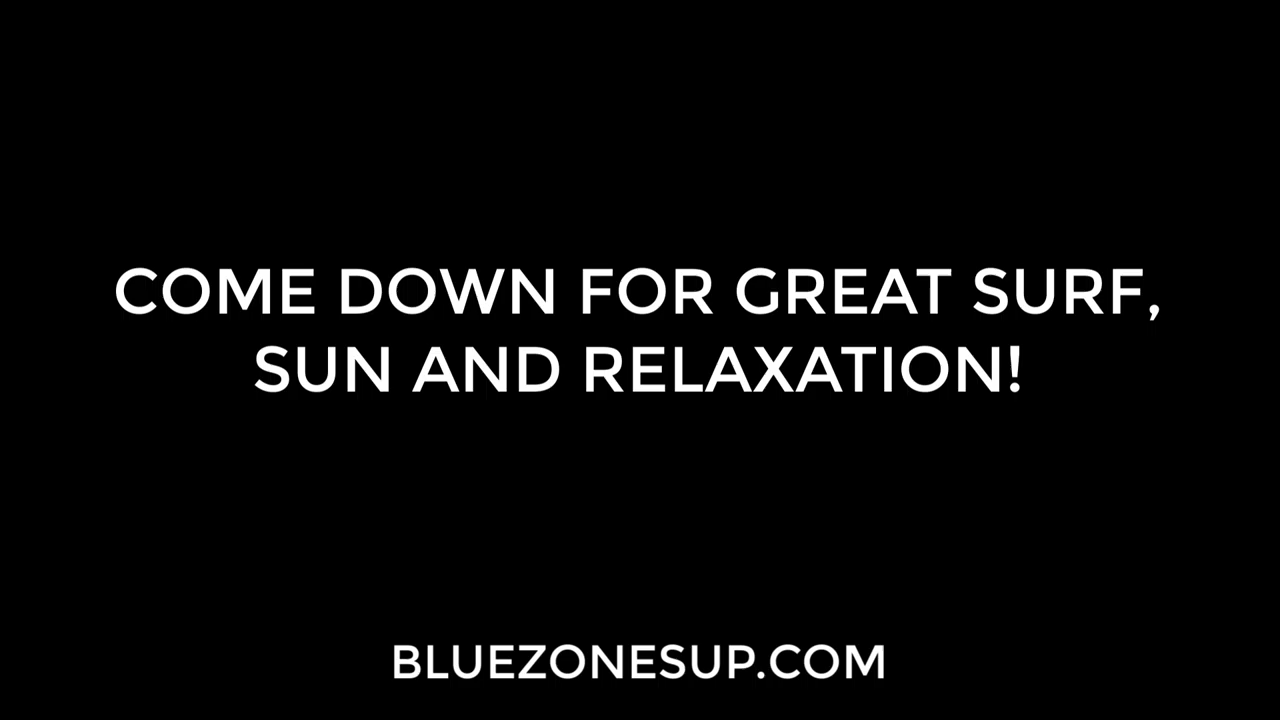 COME DOWN FOR GREAT SURF,
SUN AND RELAXATION!
BLUEZONESUP.COM